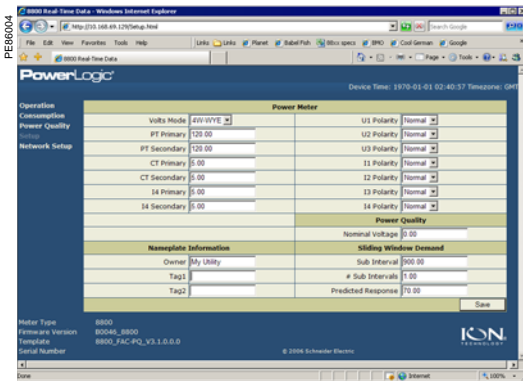 PE86004
8800 Real-Time Data - Windows Internet Explorer
http://10.168.69.129/Setup.html
Search Google
File Edit View Favorites Tools Help
Links Links Planet BabelFish BBcx specs BMO Cool German Google
8800 Real-Time Data
Page Tools
PowerLogic
Device Time: 1970-01-01 02:40:37 Timezone: GMT
Operation
Consumption
Power Quality
Setup
Network Setup
Power Meter
Volts Mode 4W-WYE U1 Polarity Normal
PT Primary 120.00 U2 Polarity Normal
PT Secondary 120.00 U3 Polarity Normal
CT Primary 5.00 I1 Polarity Normal
CT Secondary 5.00 I2 Polarity Normal
I4 Primary 5.00 I3 Polarity Normal
I4 Secondary 5.00 I4 Polarity Normal
Power Quality
Nominal Voltage 0.00
Nameplate Information Sliding Window Demand
Owner My Utility Sub Interval 900.00
Tag1 # Sub Intervals 1.00
Tag2 Predicted Response 70.00
Save
Meter Type 8800
Firmware Version 80046_8800
Template 8800_FAC-PQ_V3.1.0.0.0
Serial Number
© 2006 Schneider Electric
ION
TECHNOLOGY
Done Internet 100%